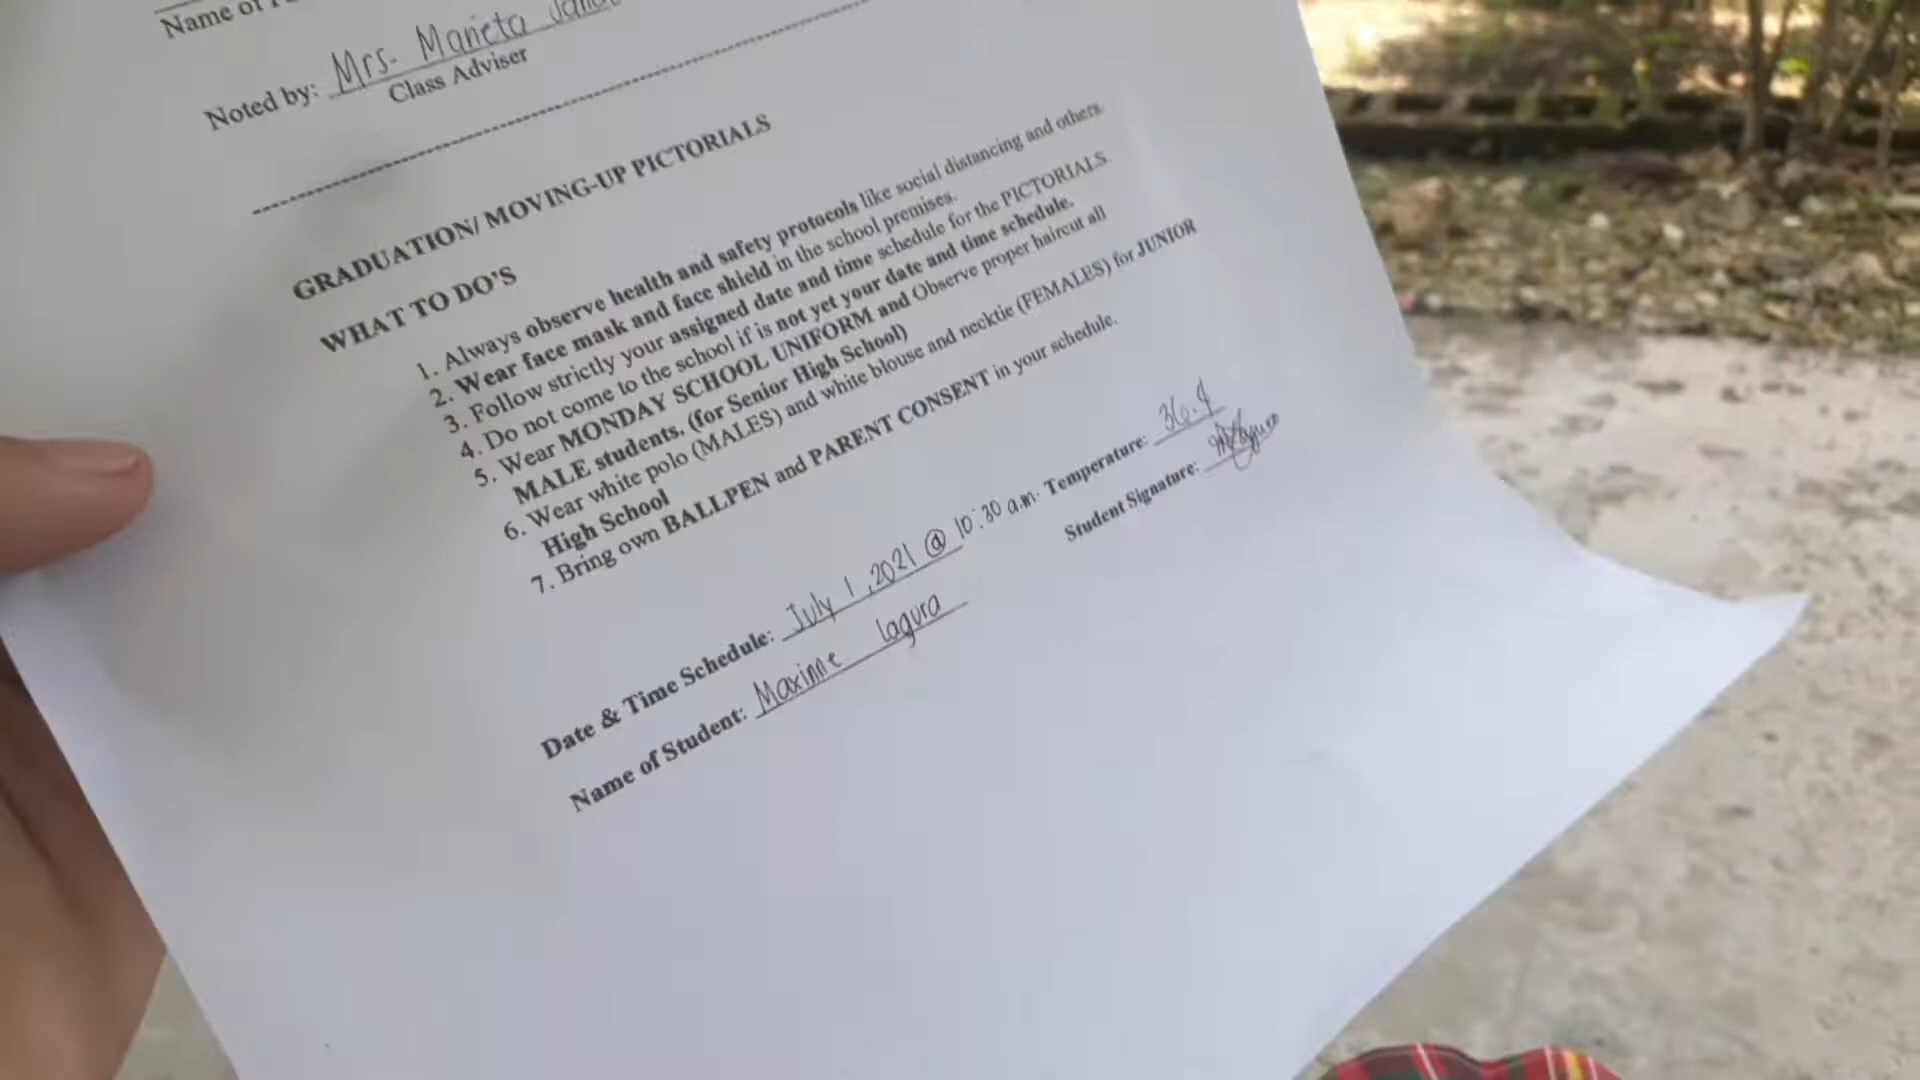 Name of
Noted by: Mrs. Marieta
Class Adviser
GRADUATION/ MOVING-UP PICTORIALS
WHAT TO DO'S
1. Always observe health and safety protocols like social distancing and others.
2. Wear face mask and face shield in the school premises.
3. Follow strictly your assigned date and time schedule for the PICTORIALS.
4. Do not come to the school if is not yet your date and time schedule.
5. Wear MONDAY SCHOOL UNIFORM and Observe proper haircut all
MALE students. (for Senior High School)
6. Wear white polo (MALES) and white blouse and necktie (FEMALES) for JUNIOR
High School
7. Bring own BALLPEN and PARENT CONSENT in your schedule.
Date & Time Schedule: July 1, 2021 @ 10:30 a.m. Temperature: 36.
Name of Student: Maxinne Lagura
Student Signature: